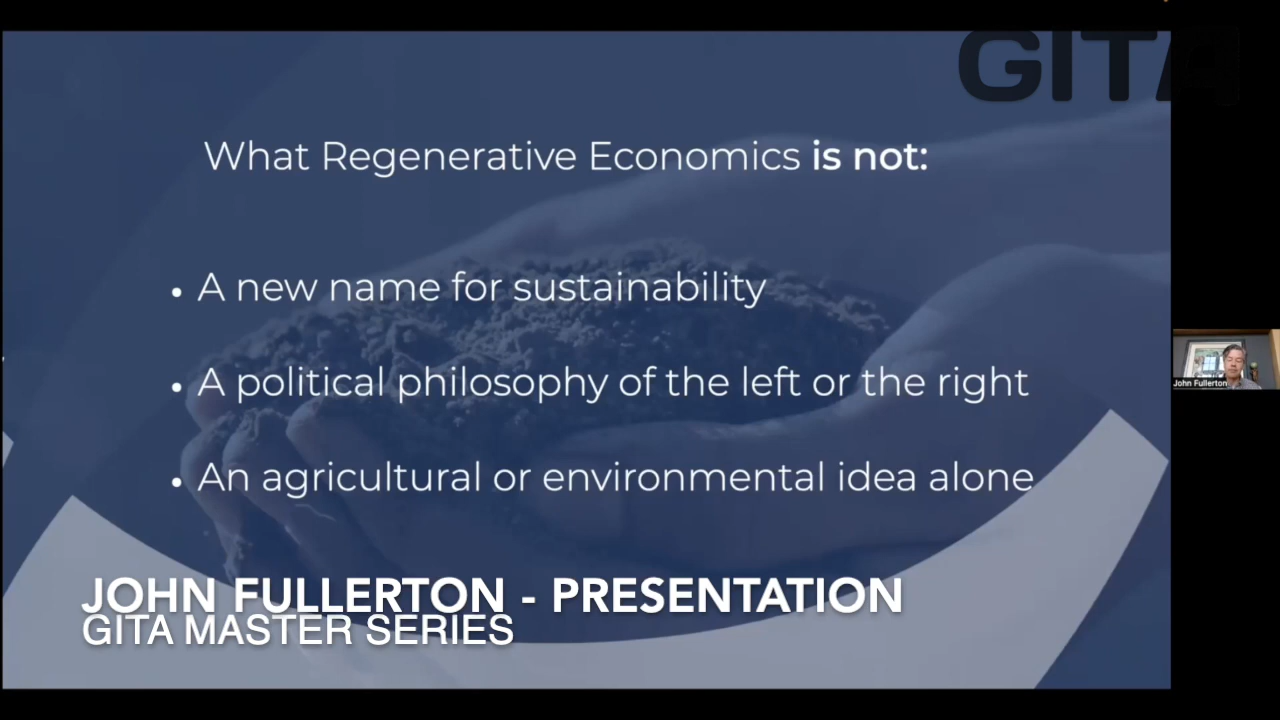 GITA
What Regenerative Economics is not:
• A new name for sustainability
• A political philosophy of the left or the right
• An agricultural or environmental idea alone
John Fullerton
JOHN FULLERTON - PRESENTATION
GITA MASTER SERIES